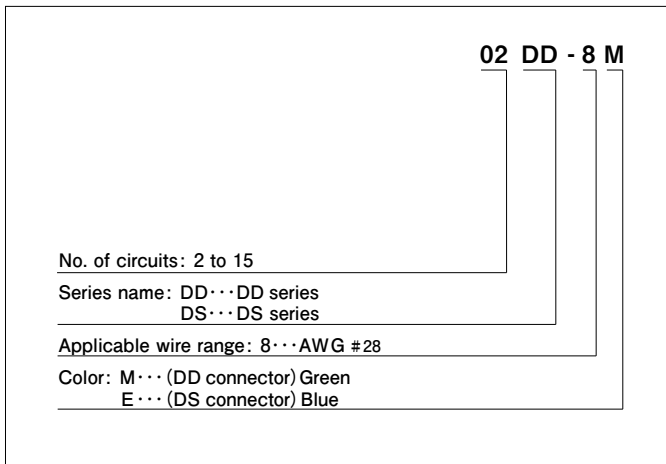 02 DD - 8 M
No. of circuits: 2 to 15
Series name: DD･･･DD series
DS･･･DS series
Applicable wire range: 8･･･AWG #28
Color: M･･･(DD connector) Green
E･･･(DS connector) Blue